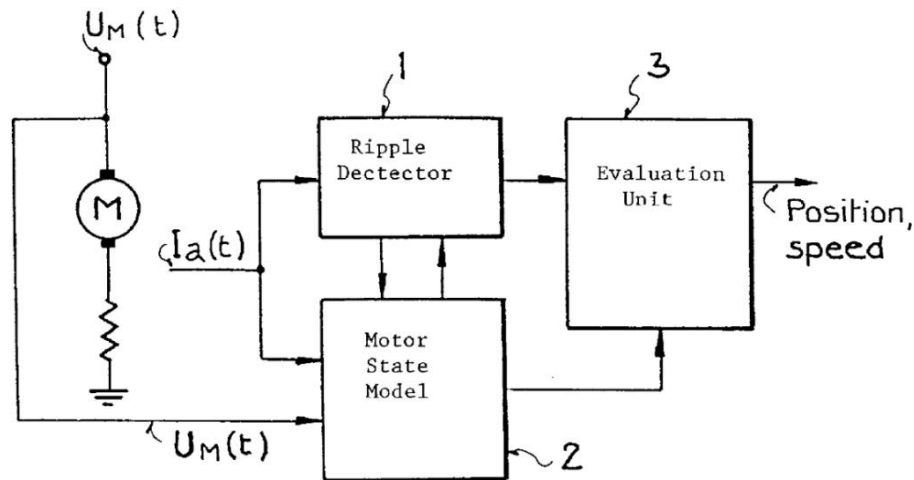 UM(t)
1
3
Ripple
Dectector
Evaluation
Unit
M
Ia(t)
Position,
speed
Motor
State
Model
UM(t)
2